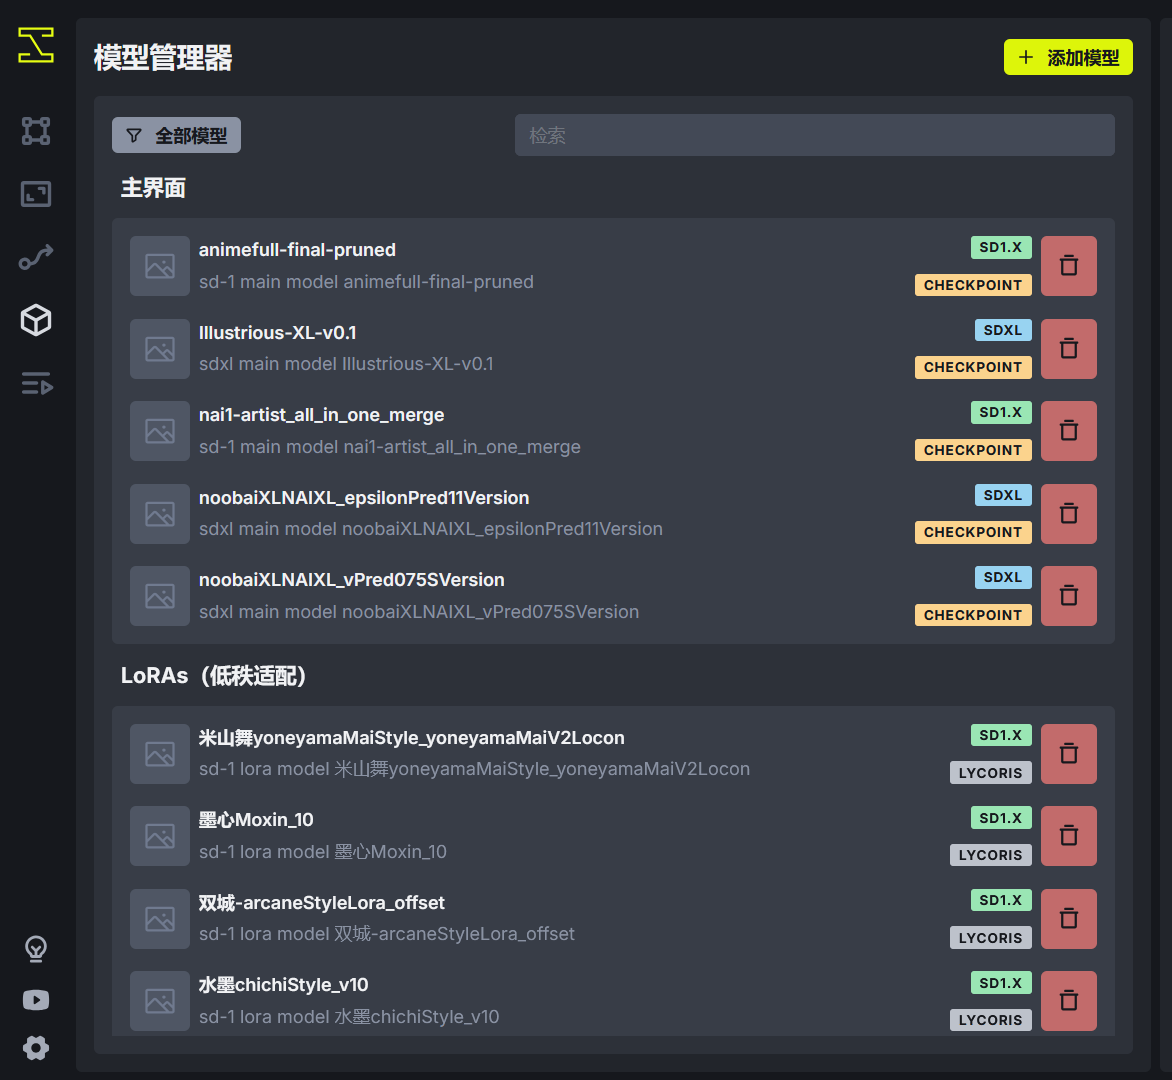 模型管理器
添加模型
全部模型
检索
主界面
animefull-final-pruned
SD1.X
sd-1 main model animefull-final-pruned
CHECKPOINT
Illustrious-XL-v0.1
SDXL
sdxl main model Illustrious-XL-v0.1
CHECKPOINT
nai1-artist_all_in_one_merge
SD1.X
sd-1 main model nai1-artist_all_in_one_merge
CHECKPOINT
noobaiXLNAIXL_epsilonPred11Version
SDXL
sdxl main model noobaiXLNAIXL_epsilonPred11Version
CHECKPOINT
noobaiXLNAIXL_vPred075SVersion
SDXL
sdxl main model noobaiXLNAIXL_vPred075SVersion
CHECKPOINT
LoRAs（低秩适配）
米山舞yoneyamaMaiStyle_yoneyamaMaiV2Locon
SD1.X
sd-1 lora model 米山舞yoneyamaMaiStyle_yoneyamaMaiV2Locon
LYCORIS
墨心Moxin_10
SD1.X
sd-1 lora model 墨心Moxin_10
LYCORIS
双城-arcaneStyleLora_offset
SD1.X
sd-1 lora model 双城-arcaneStyleLora_offset
LYCORIS
水墨chichiStyle_v10
SD1.X
sd-1 lora model 水墨chichiStyle_v10
LYCORIS